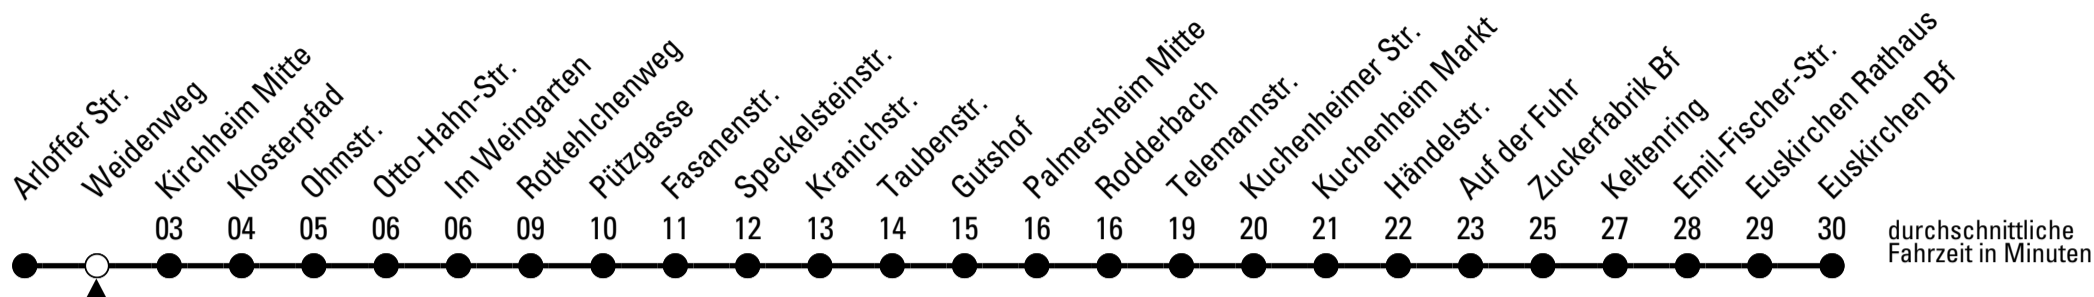 Arloffer Str.
Weidenweg
Kirchheim Mitte
Klosterpfad
Ohmstr.
Otto-Hahn-Str.
Im Weingarten
Rotkehlchenweg
Pützgasse
Fasanenstr.
Speckelsteinstr.
Kranichstr.
Taubenstr.
Gutshof
Palmersheim Mitte
Rodderbach
Telemannstr.
Kuchenheimer Str.
Kuchenheim Markt
Händelstr.
Auf der Fuhr
Zuckerfabrik Bf
Keltenring
Emil-Fischer-Str.
Euskirchen Rathaus
Euskirchen Bf
03 04 05 06 06 09 10 11 12 13 14 15 16 16 19 20 21 22 23 25 27 28 29 30
durchschnittliche
Fahrzeit in Minuten